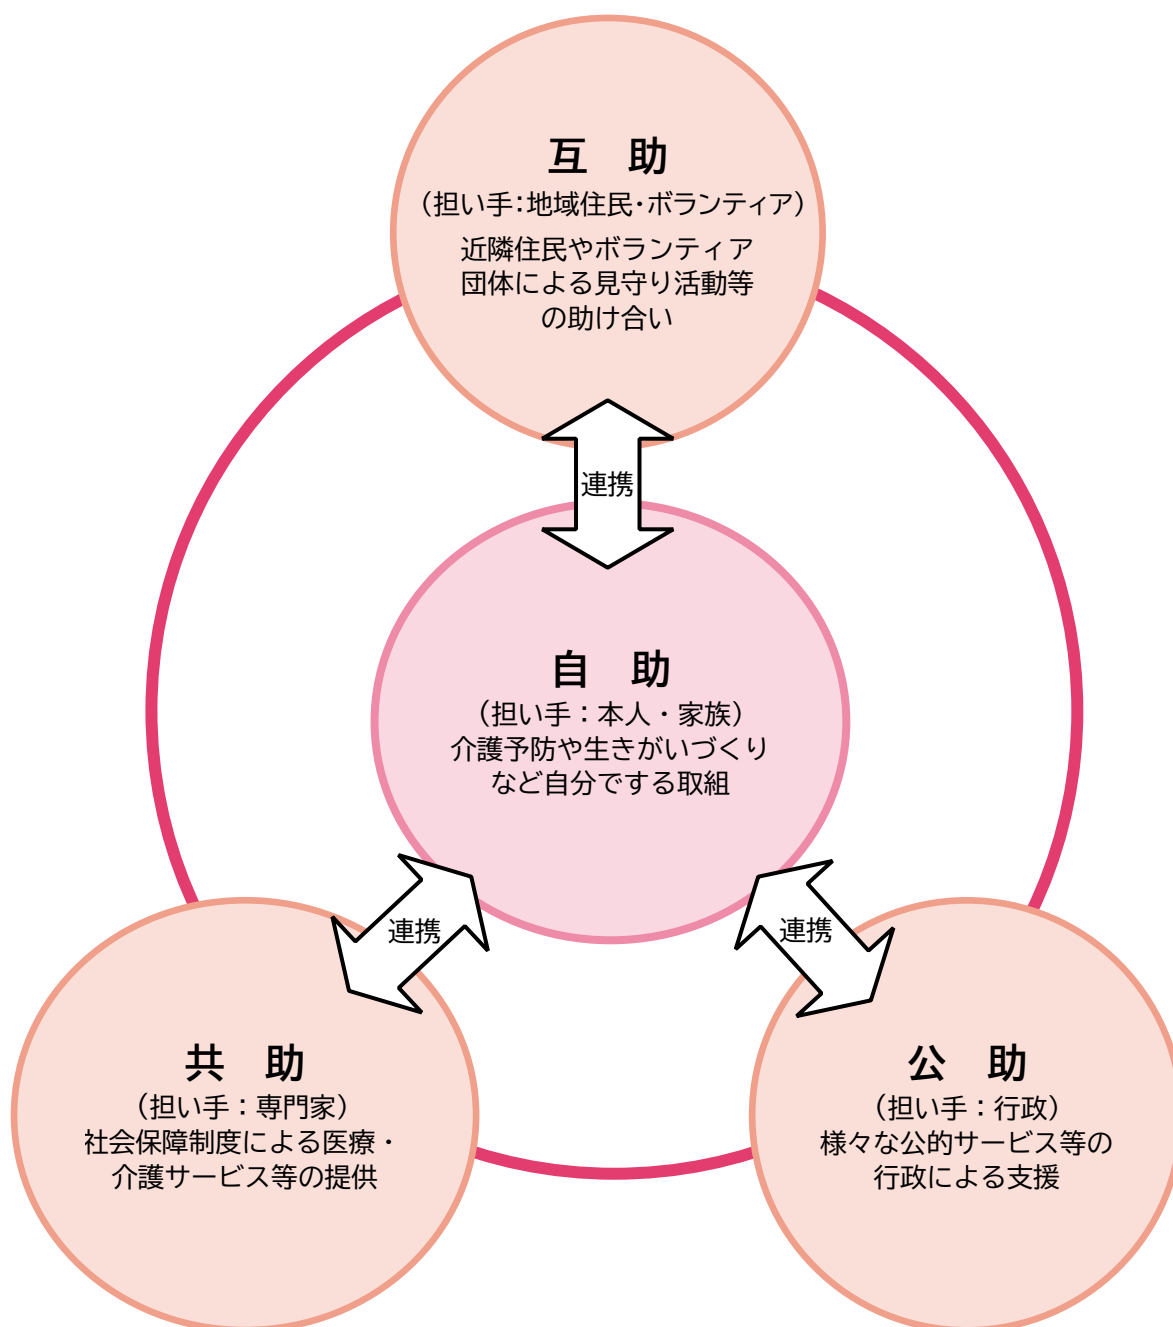 互　助
（担い手：地域住民・ボランティア）
近隣住民やボランティア
団体による見守り活動等
の助け合い
連携
自　助
（担い手：本人・家族）
介護予防や生きがいづくり
など自分でする取組
連携
連携
共　助
（担い手：専門家）
社会保障制度による医療・
介護サービス等の提供
公　助
（担い手：行政）
様々な公的サービス等の
行政による支援